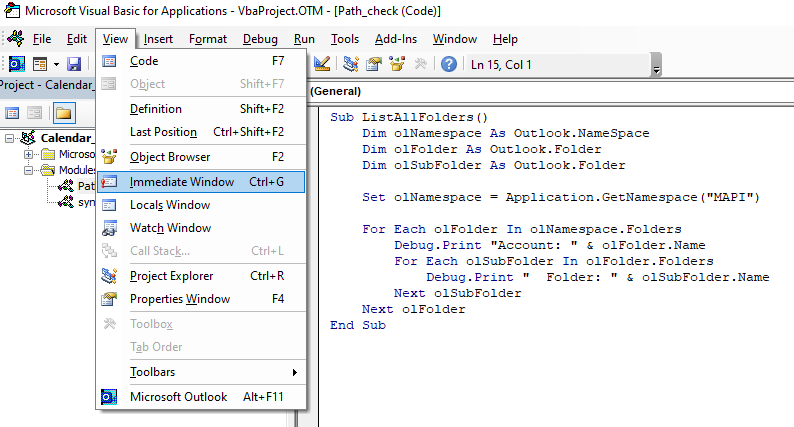 Microsoft Visual Basic for Applications - VbaProject.OTM - [Path_check (Code)]
File Edit View Insert Format Debug Run Tools Add-Ins Window Help
Ln 15, Col 1
Project - Calendar_
Calendar_
Microso
Modules
Pat
syn
Code F7
Object Shift+F7
Definition Shift+F2
Last Position Ctrl+Shift+F2
Object Browser F2
Immediate Window Ctrl+G
Locals Window
Watch Window
Call Stack... Ctrl+L
Project Explorer Ctrl+R
Properties Window F4
Toolbox
Tab Order
Toolbars
Microsoft Outlook Alt+F11
(General)
Sub ListAllFolders()
    Dim olNamespace As Outlook.NameSpace
    Dim olFolder As Outlook.Folder
    Dim olSubFolder As Outlook.Folder
    Set olNamespace = Application.GetNamespace("MAPI")
    For Each olFolder In olNamespace.Folders
        Debug.Print "Account: " & olFolder.Name
        For Each olSubFolder In olFolder.Folders
            Debug.Print "  Folder: " & olSubFolder.Name
        Next olSubFolder
    Next olFolder
End Sub